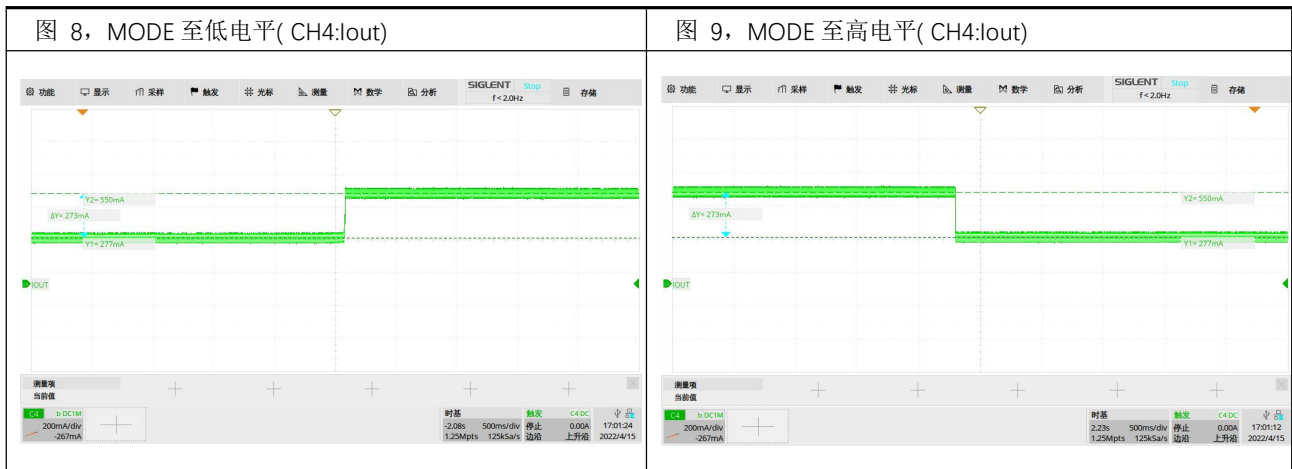 图 8，MODE 至低电平( CH4:Iout)
功能 显示 采样 触发 光标 测量 数学 分析 SIGLENT Stop f < 2.0Hz 存储
Y2= 550mA
ΔY= 273mA
Y1= 277mA
IOUT
测量项
当前值
C4 b-DC1M
200mA/div
-267mA
时基 触发 C4 DC
-2.08s 500ms/div 停止 0.00A 17:01:24
1.25Mpts 125kSa/s 边沿 上升沿 2022/4/15
图 9，MODE 至高电平( CH4:Iout)
功能 显示 采样 触发 光标 测量 数学 分析 SIGLENT Stop f < 2.0Hz 存储
Y2= 550mA
ΔY= 273mA
Y1= 277mA
IOUT
测量项
当前值
C4 b-DC1M
200mA/div
-267mA
时基 触发 C4 DC
2.23s 500ms/div 停止 0.00A 17:01:12
1.25Mpts 125kSa/s 边沿 上升沿 2022/4/15